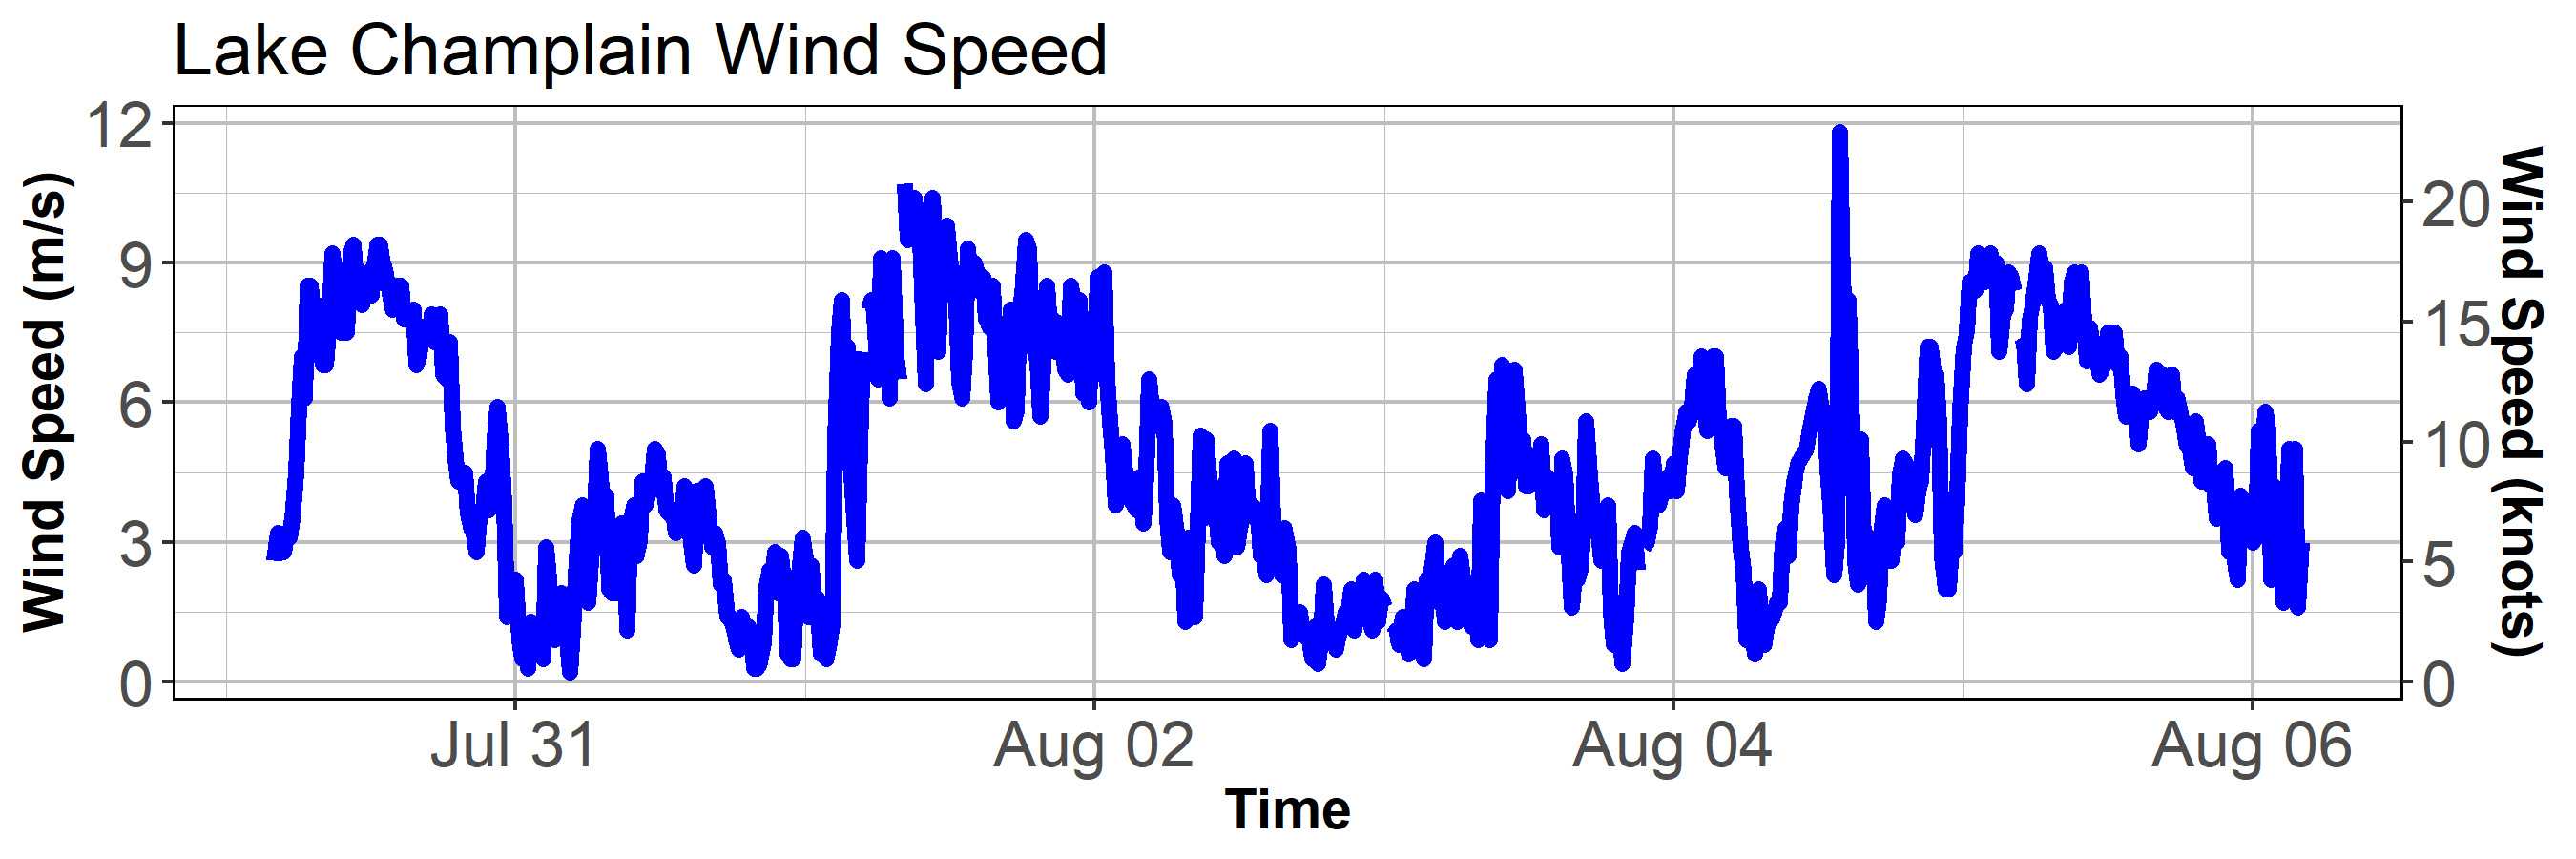 Lake Champlain Wind Speed
Wind Speed (m/s)
12
9
6
3
0
20
15
10
5
0
Wind Speed (knots)
Jul 31
Aug 02
Aug 04
Aug 06
Time